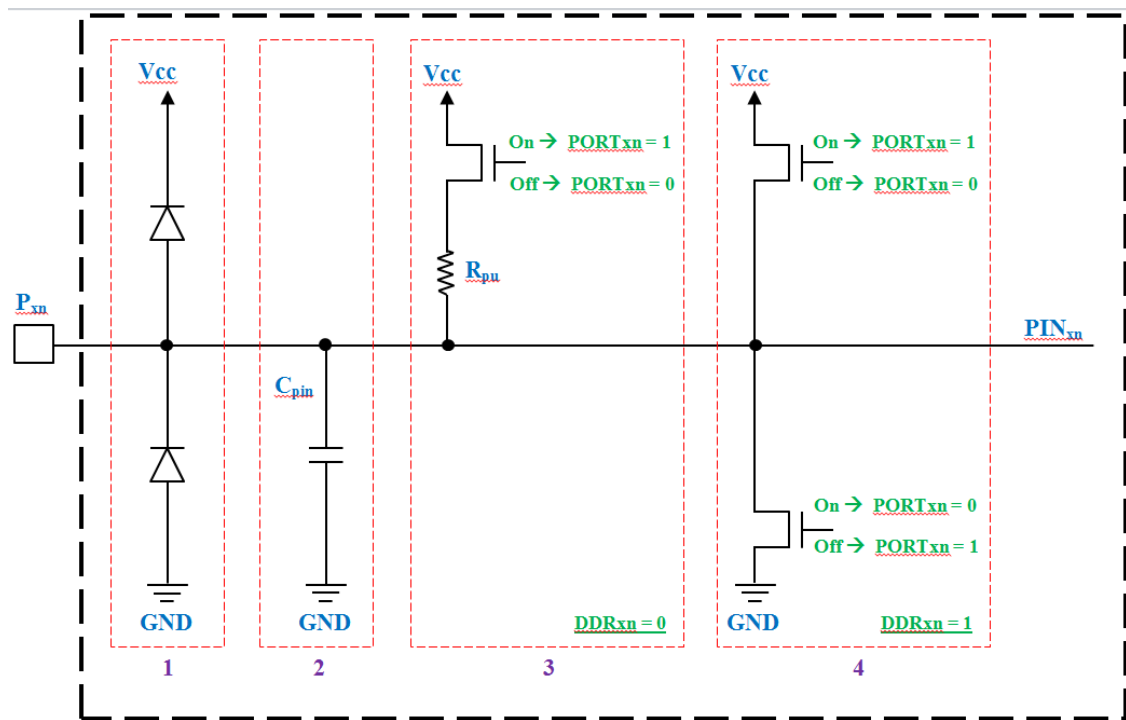 Vcc
Vcc
Vcc
On → PORTxn = 1
Off → PORTxn = 0
On → PORTxn = 1
Off → PORTxn = 0
Rpu
Pxn
PINxn
Cpin
On → PORTxn = 0
Off → PORTxn = 1
GND
GND
DDRxn = 0
GND
DDRxn = 1
1
2
3
4